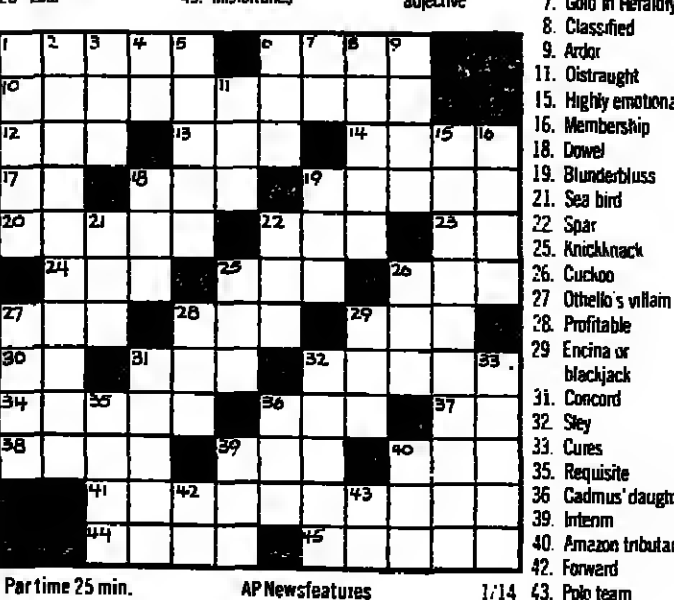 adjective
1 2 3 4 5 6 7 8 9
10 11
12 13 14 15 16
17 18 19
20 21 22 23
24 25 26
27 28 29
30 31 32 33
34 35 36 37
38 39 40
41 42 43
44 45
Par time 25 min. AP Newsfeatures 1/14
7. Gold in Heraldry
8. Classified
9. Ardor
11. Oistraught
15. Highly emotiona
16. Membership
18. Dowel
19. Blunderbluss
21. Sea bird
22 Spar
25. Knickknack
26. Cuckoo
27 Othello's villain
28. Profitable
29 Encina or
blackjack
31. Concord
32. Sley
33. Cures
35. Requisite
36 Cadmus' daught
39. Interim
40. Amazon tributar
42. Forward
43. Polo team